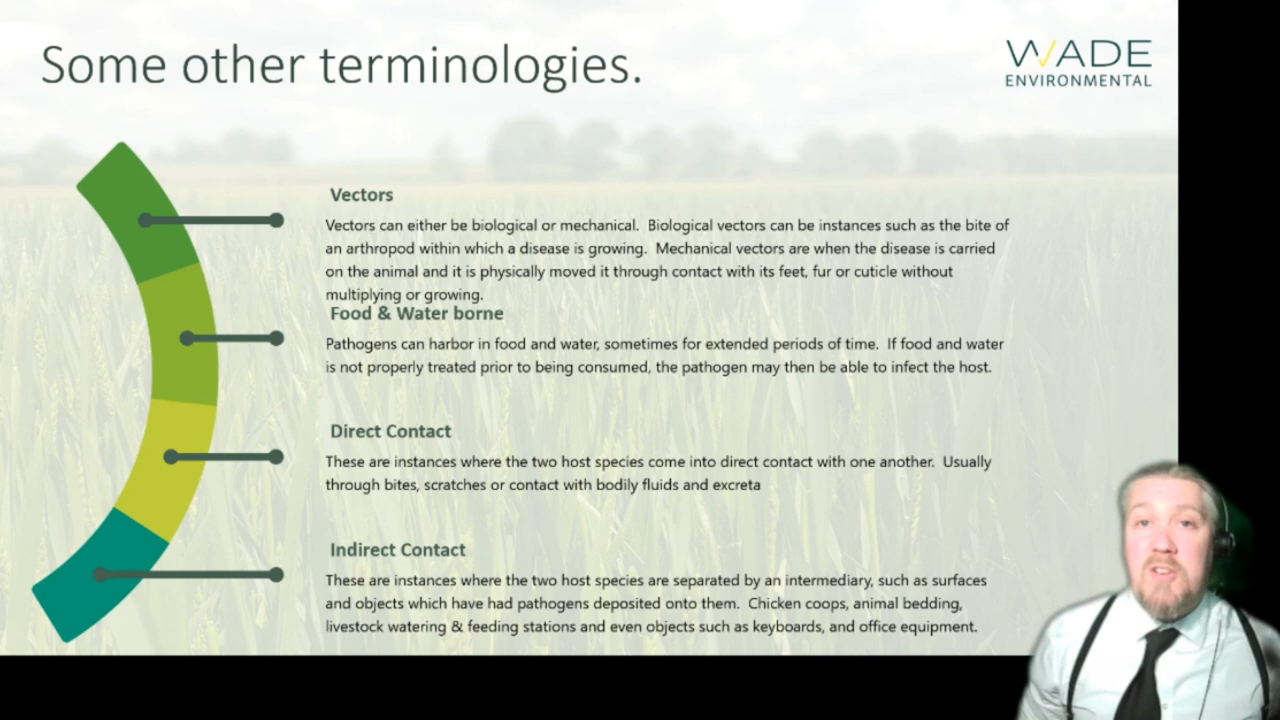 Some other terminologies.
WADE
ENVIRONMENTAL
Vectors
Vectors can either be biological or mechanical.  Biological vectors can be instances such as the bite of
an arthropod within which a disease is growing.  Mechanical vectors are when the disease is carried
on the animal and it is physically moved it through contact with its feet, fur or cuticle without
multiplying or growing.
Food & Water borne
Pathogens can harbor in food and water, sometimes for extended periods of time.  If food and water
is not properly treated prior to being consumed, the pathogen may then be able to infect the host.
Direct Contact
These are instances where the two host species come into direct contact with one another.  Usually
through bites, scratches or contact with bodily fluids and excreta
Indirect Contact
These are instances where the two host species are separated by an intermediary, such as surfaces
and objects which have had pathogens deposited onto them.  Chicken coops, animal bedding,
livestock watering & feeding stations and even objects such as keyboards, and office equipment.